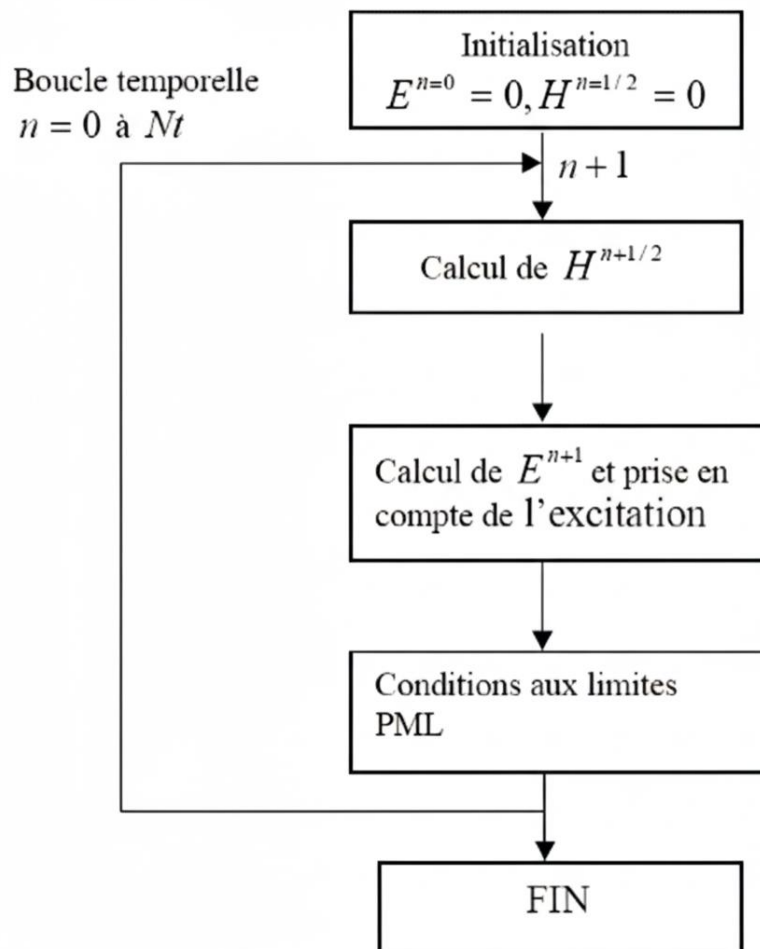 Boucle temporelle
n = 0 à Nt
Initialisation
E^{n=0} = 0, H^{n=1/2} = 0
n + 1
Calcul de H^{n+1/2}
Calcul de E^{n+1} et prise en
compte de l'excitation
Conditions aux limites
PML
FIN